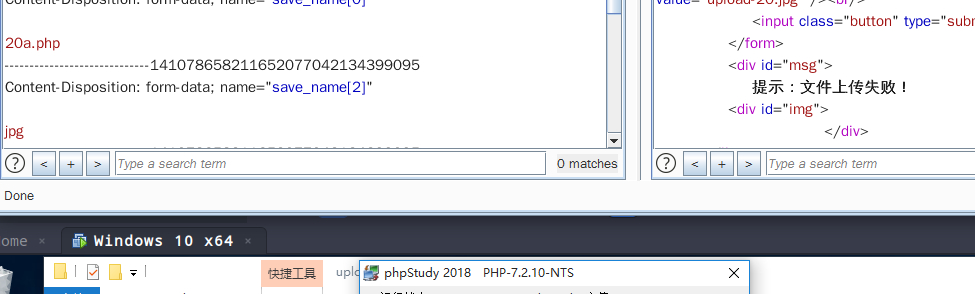 Content-Disposition: form-data; name="save_name[0]"
20a.php
-----------------------------141078658211652077042134399095
Content-Disposition: form-data; name="save_name[2]"
jpg
< + > Type a search term 0 matches
value="upload-20.jpg" /><br/>
<input class="button" type="subm
</form>
<div id="msg">
提示：文件上传失败！
<div id="img">
</div>
< + > Type a search term
Done
ome × Windows 10 x64 ×
快捷工具 uplo
phpStudy 2018 PHP-7.2.10-NTS